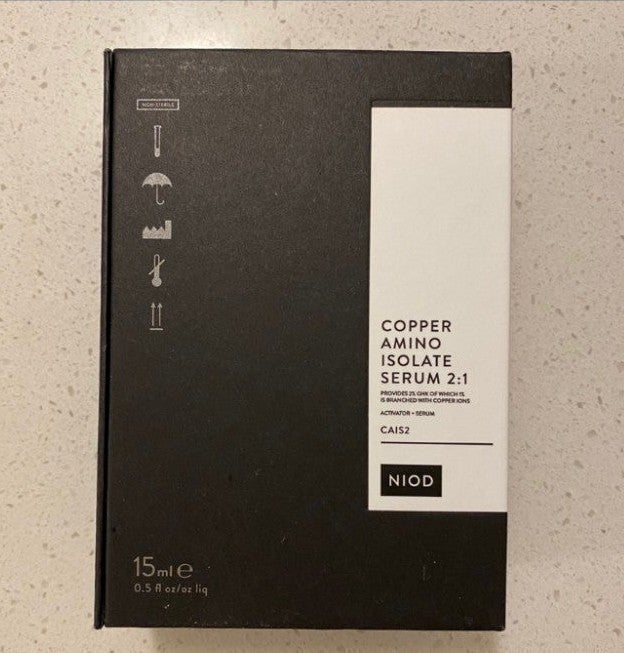 NON-STERILE
COPPER
AMINO
ISOLATE
SERUM 2:1
PROVIDES 2% GHK OF WHICH 1%
IS BRANCHED WITH COPPER IONS
ACTIVATOR + SERUM
CAIS2
NIOD
15ml e
0.5 fl oz/oz liq